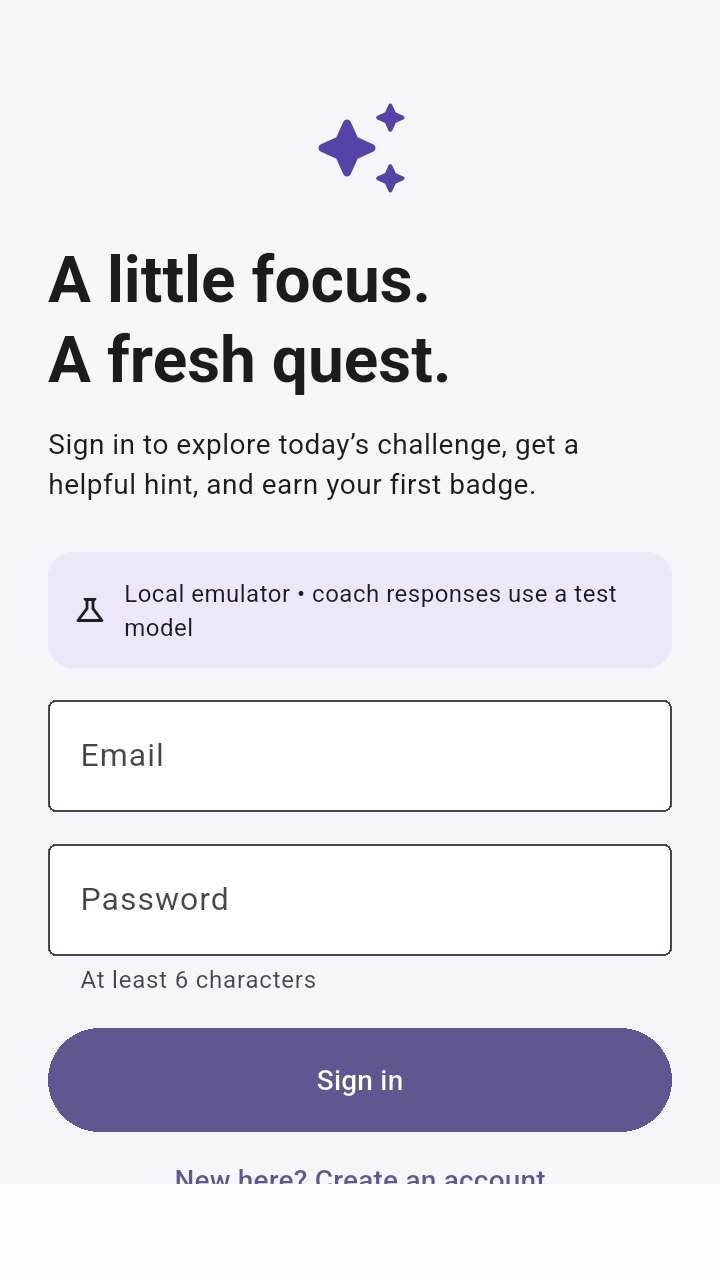 A little focus.
A fresh quest.
Sign in to explore today’s challenge, get a
helpful hint, and earn your first badge.
Local emulator • coach responses use a test
model
Email
Password
At least 6 characters
Sign in
New here? Create an account